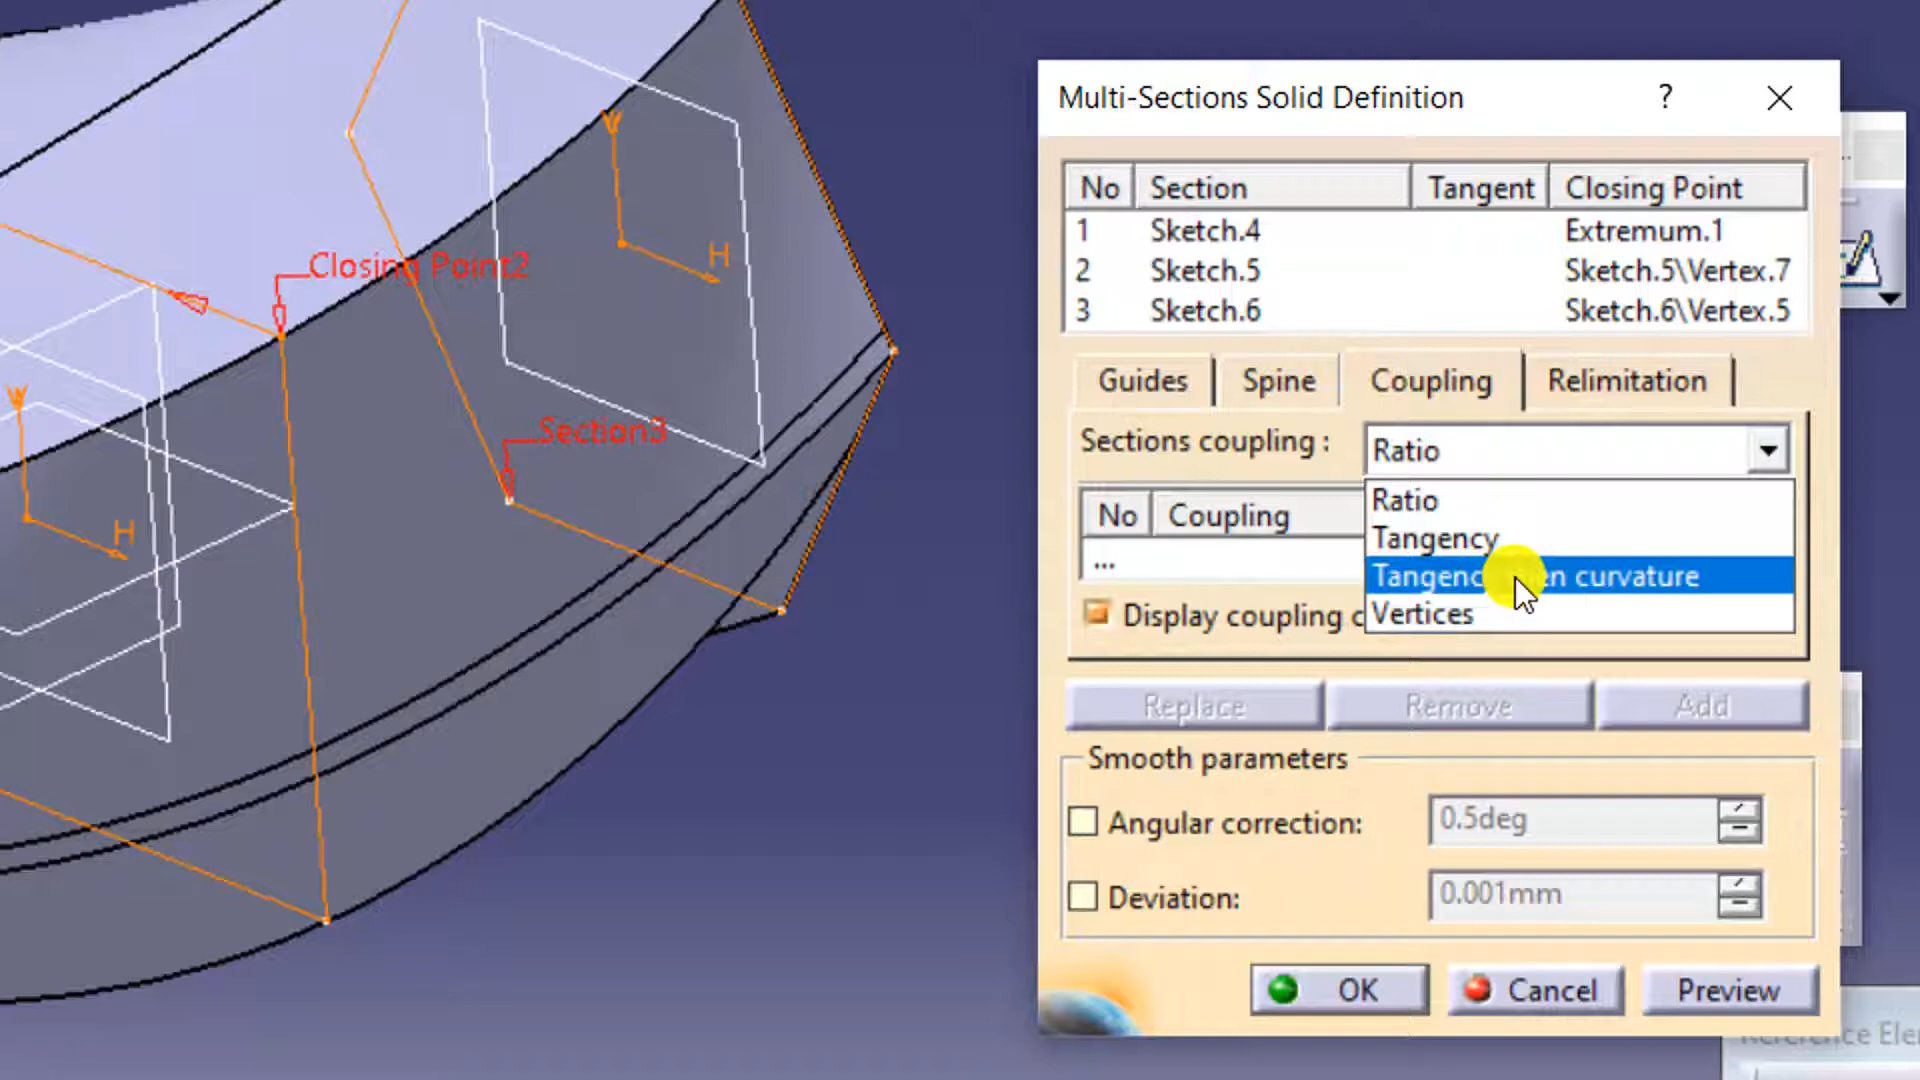 Multi-Sections Solid Definition ?
No Section Tangent Closing Point
1 Sketch.4 Extremum.1
2 Sketch.5 Sketch.5\Vertex.7
3 Sketch.6 Sketch.6\Vertex.5
Guides Spine Coupling Relimitation
Sections coupling : Ratio
Ratio
Tangency
curvature
Vertices
No Coupling
...
Display coupling
Replace Remove Add
Smooth parameters
Angular correction: 0.5deg
Deviation: 0.001mm
OK Cancel Preview
Closing Point2
Section3
V
H
V
H